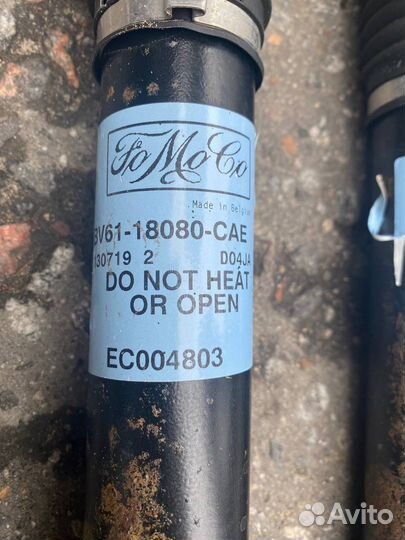 FoMoCo
Made in Belgium
BV61-18080-CAE
130719 2 D04JA
DO NOT HEAT
OR OPEN
EC004803
Avito